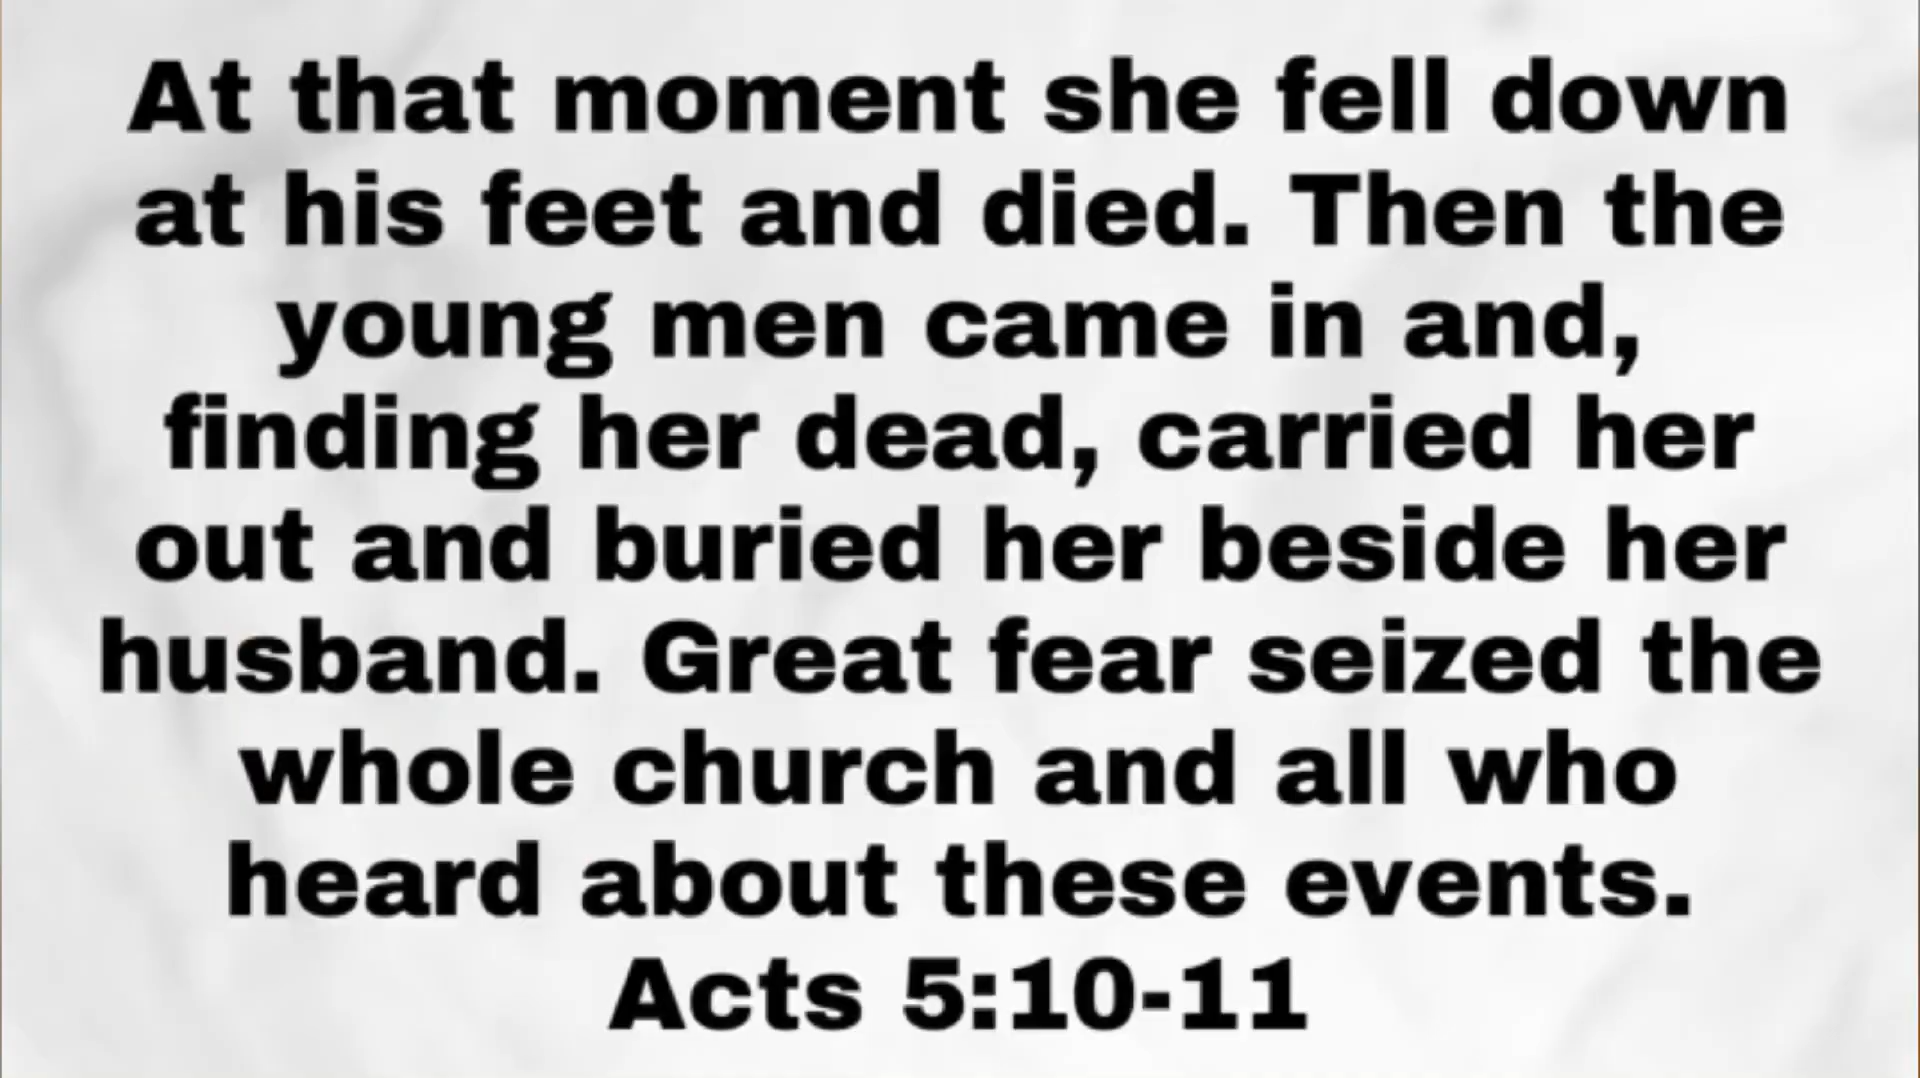 At that moment she fell down
at his feet and died. Then the
young men came in and,
finding her dead, carried her
out and buried her beside her
husband. Great fear seized the
whole church and all who
heard about these events.
Acts 5:10-11